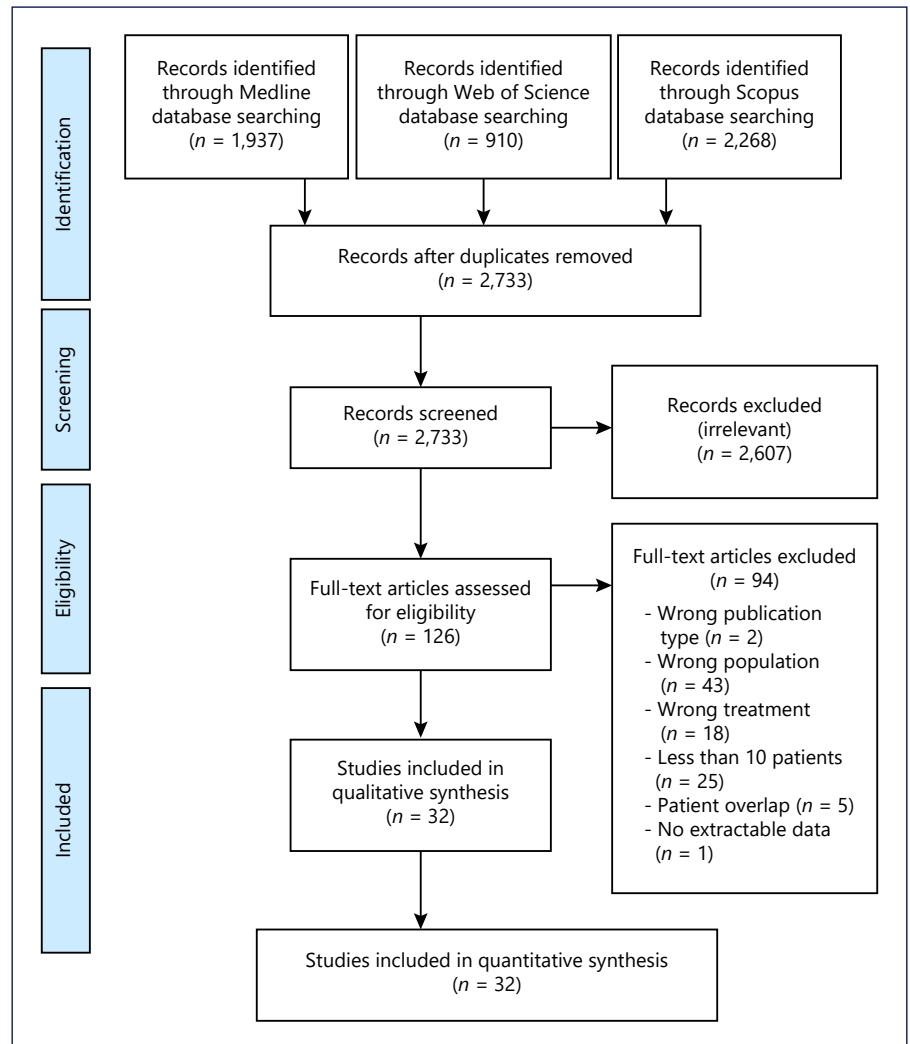 Identification
Records identified
through Medline
database searching
(n = 1,937)
Records identified
through Web of Science
database searching
(n = 910)
Records identified
through Scopus
database searching
(n = 2,268)
Records after duplicates removed
(n = 2,733)
Screening
Records screened
(n = 2,733)
Records excluded
(irrelevant)
(n = 2,607)
Eligibility
Full-text articles assessed
for eligibility
(n = 126)
Full-text articles excluded
(n = 94)
- Wrong publication
type (n = 2)
- Wrong population
(n = 43)
- Wrong treatment
(n = 18)
- Less than 10 patients
(n = 25)
- Patient overlap (n = 5)
- No extractable data
(n = 1)
Included
Studies included in
qualitative synthesis
(n = 32)
Studies included in quantitative synthesis
(n = 32)